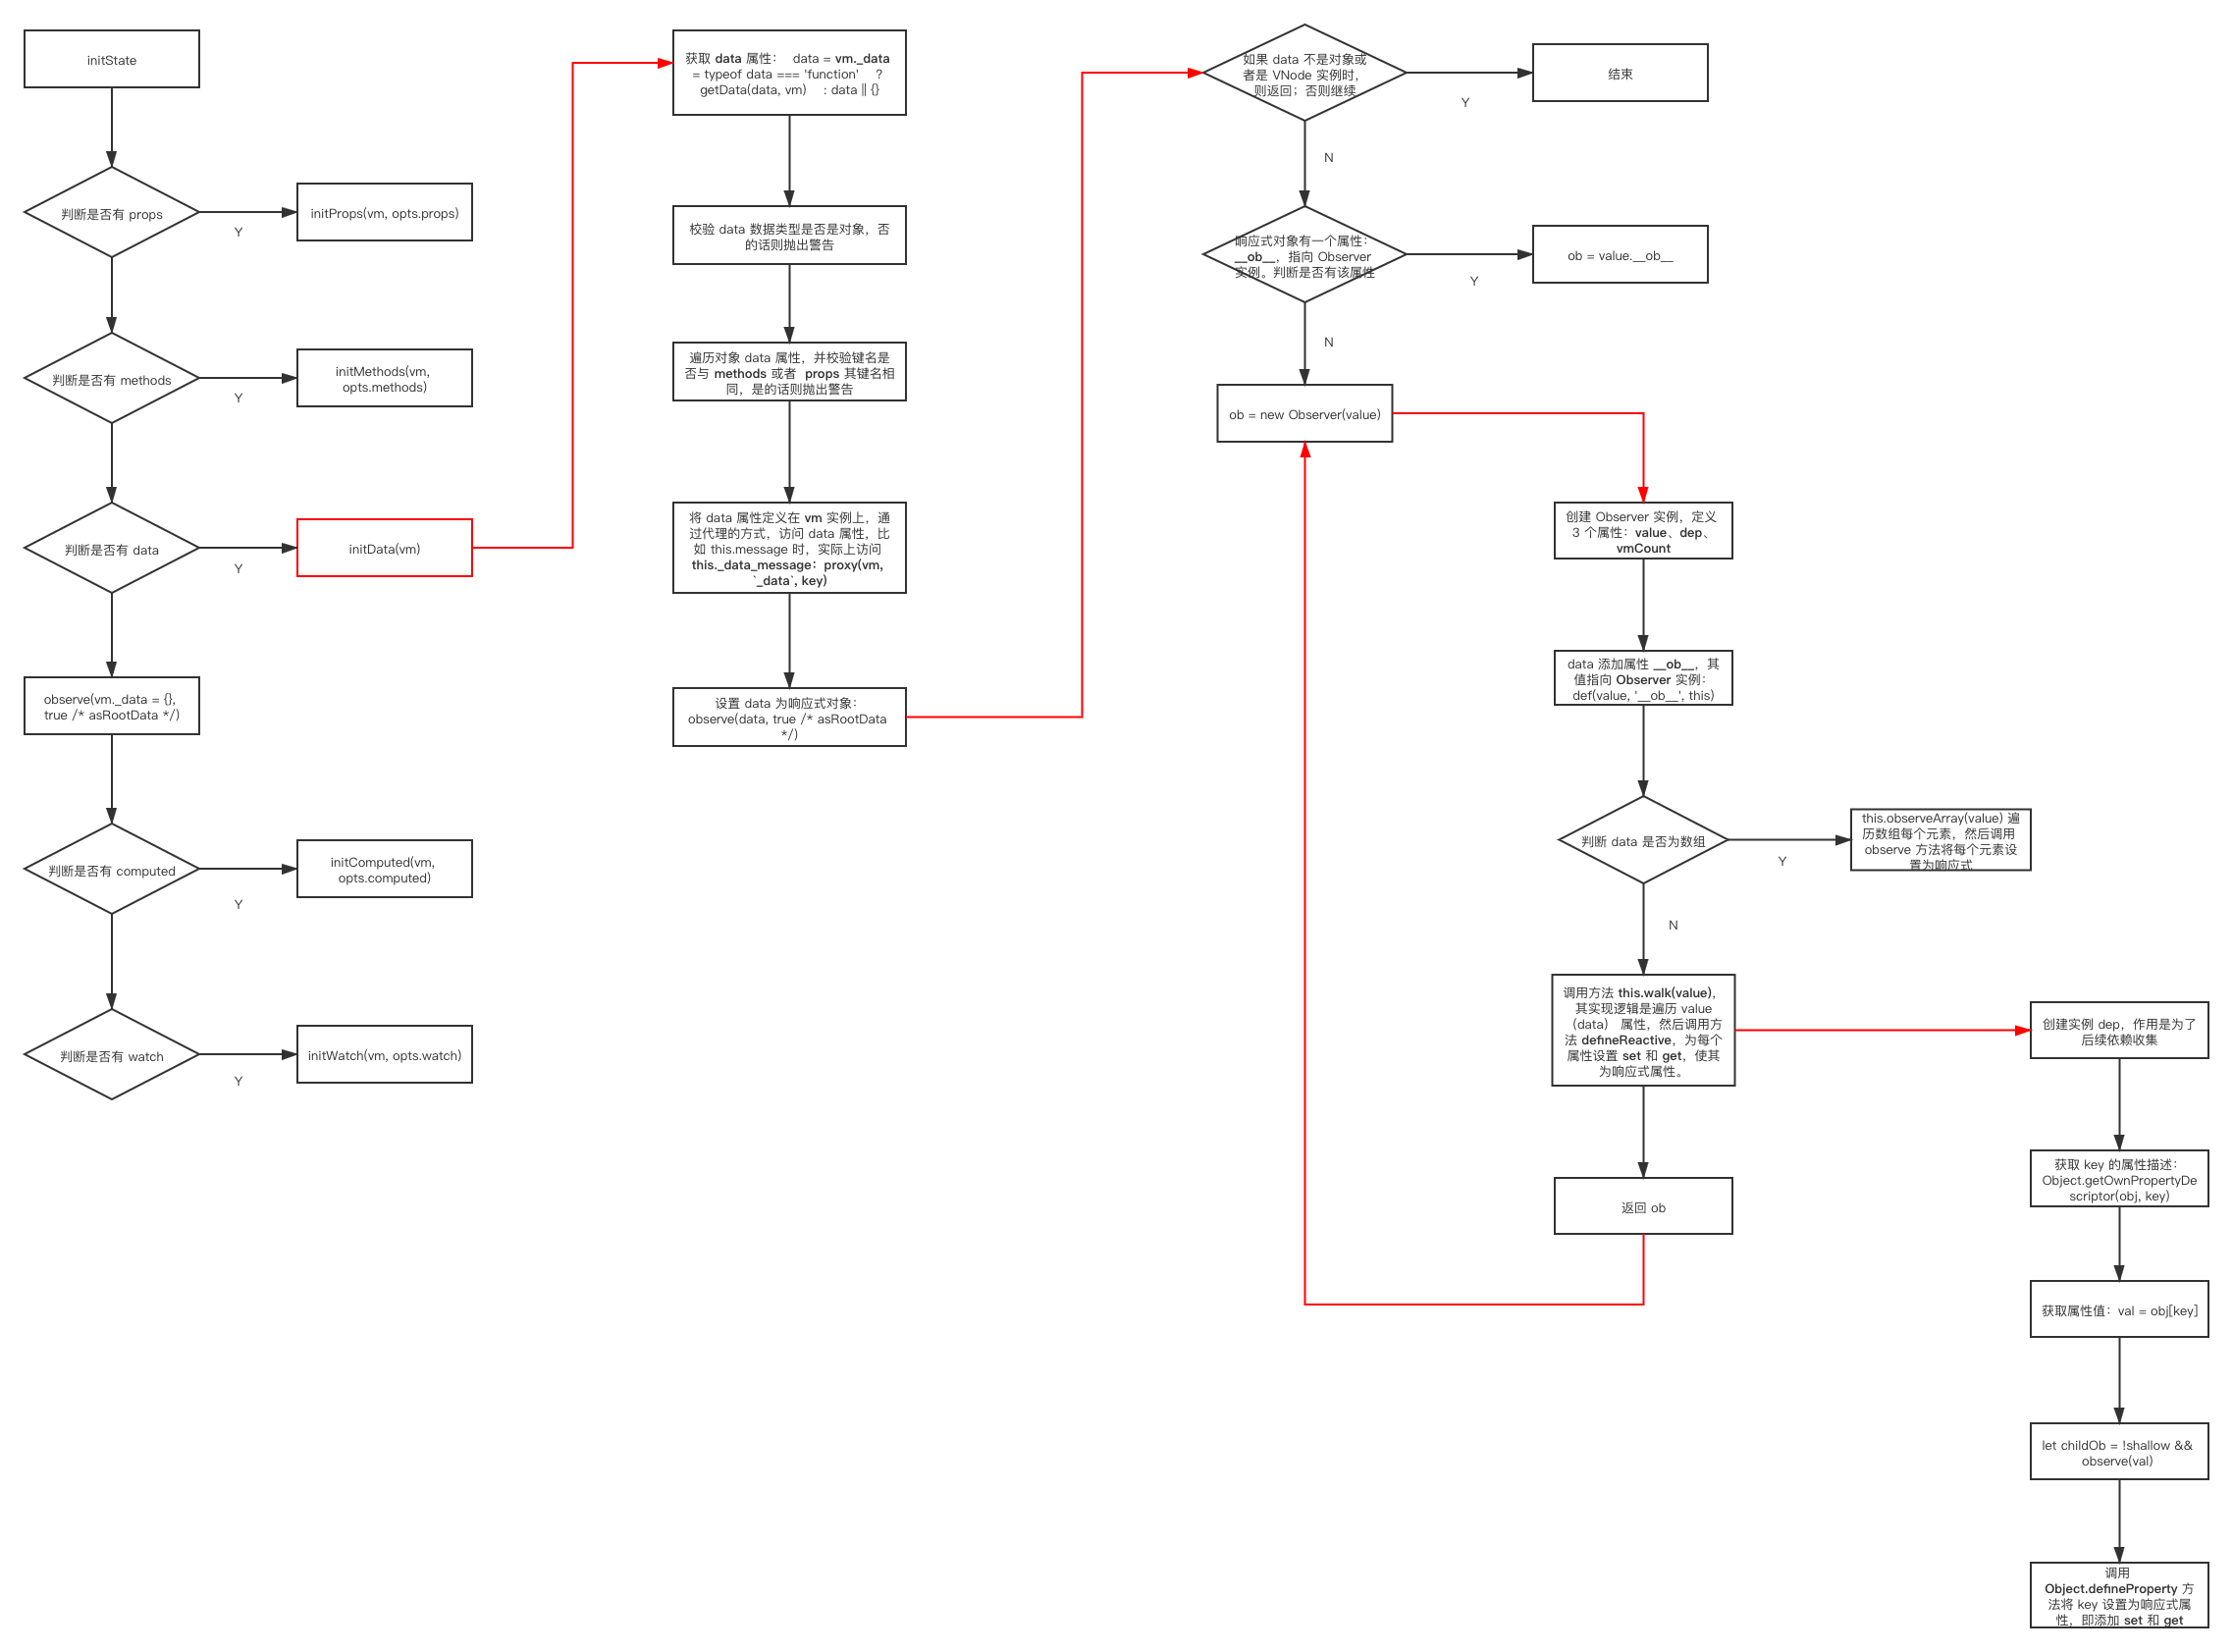 initState
判断是否有 props
Y
initProps(vm, opts.props)
判断是否有 methods
Y
initMethods(vm,
opts.methods)
判断是否有 data
Y
initData(vm)
observe(vm._data = {},
true /* asRootData */)
判断是否有 computed
Y
initComputed(vm,
opts.computed)
判断是否有 watch
Y
initWatch(vm, opts.watch)
获取 data 属性： data = vm._data
= typeof data === 'function' ?
getData(data, vm) : data || {}
校验 data 数据类型是否是对象，否
的话则抛出警告
遍历对象 data 属性，并校验键名是
否与 methods 或者 props 其键名相
同，是的话则抛出警告
将 data 属性定义在 vm 实例上，通
过代理的方式，访问 data 属性，比
如 this.message 时，实际上访问
this._data_message：proxy(vm,
`_data`, key)
设置 data 为响应式对象：
observe(data, true /* asRootData
*/)
如果 data 不是对象或
者是 VNode 实例时，
则返回；否则继续
Y
结束
N
响应式对象有一个属性：
__ob__，指向 Observer
实例。判断是否有该属性
Y
ob = value.__ob__
N
ob = new Observer(value)
创建 Observer 实例，定义
3 个属性：value、dep、
vmCount
data 添加属性 __ob__，其
值指向 Observer 实例：
def(value, '__ob__', this)
判断 data 是否为数组
Y
this.observeArray(value) 遍
历数组每个元素，然后调用
observe 方法将每个元素设
置为响应式
N
调用方法 this.walk(value)，
其实现逻辑是遍历 value
（data） 属性，然后调用方
法 defineReactive，为每个
属性设置 set 和 get，使其
为响应式属性。
返回 ob
创建实例 dep，作用是为了
后续依赖收集
获取 key 的属性描述：
Object.getOwnPropertyDe
scriptor(obj, key)
获取属性值：val = obj[key]
let childOb = !shallow &&
observe(val)
调用
Object.defineProperty 方
法将 key 设置为响应式属
性，即添加 set 和 get